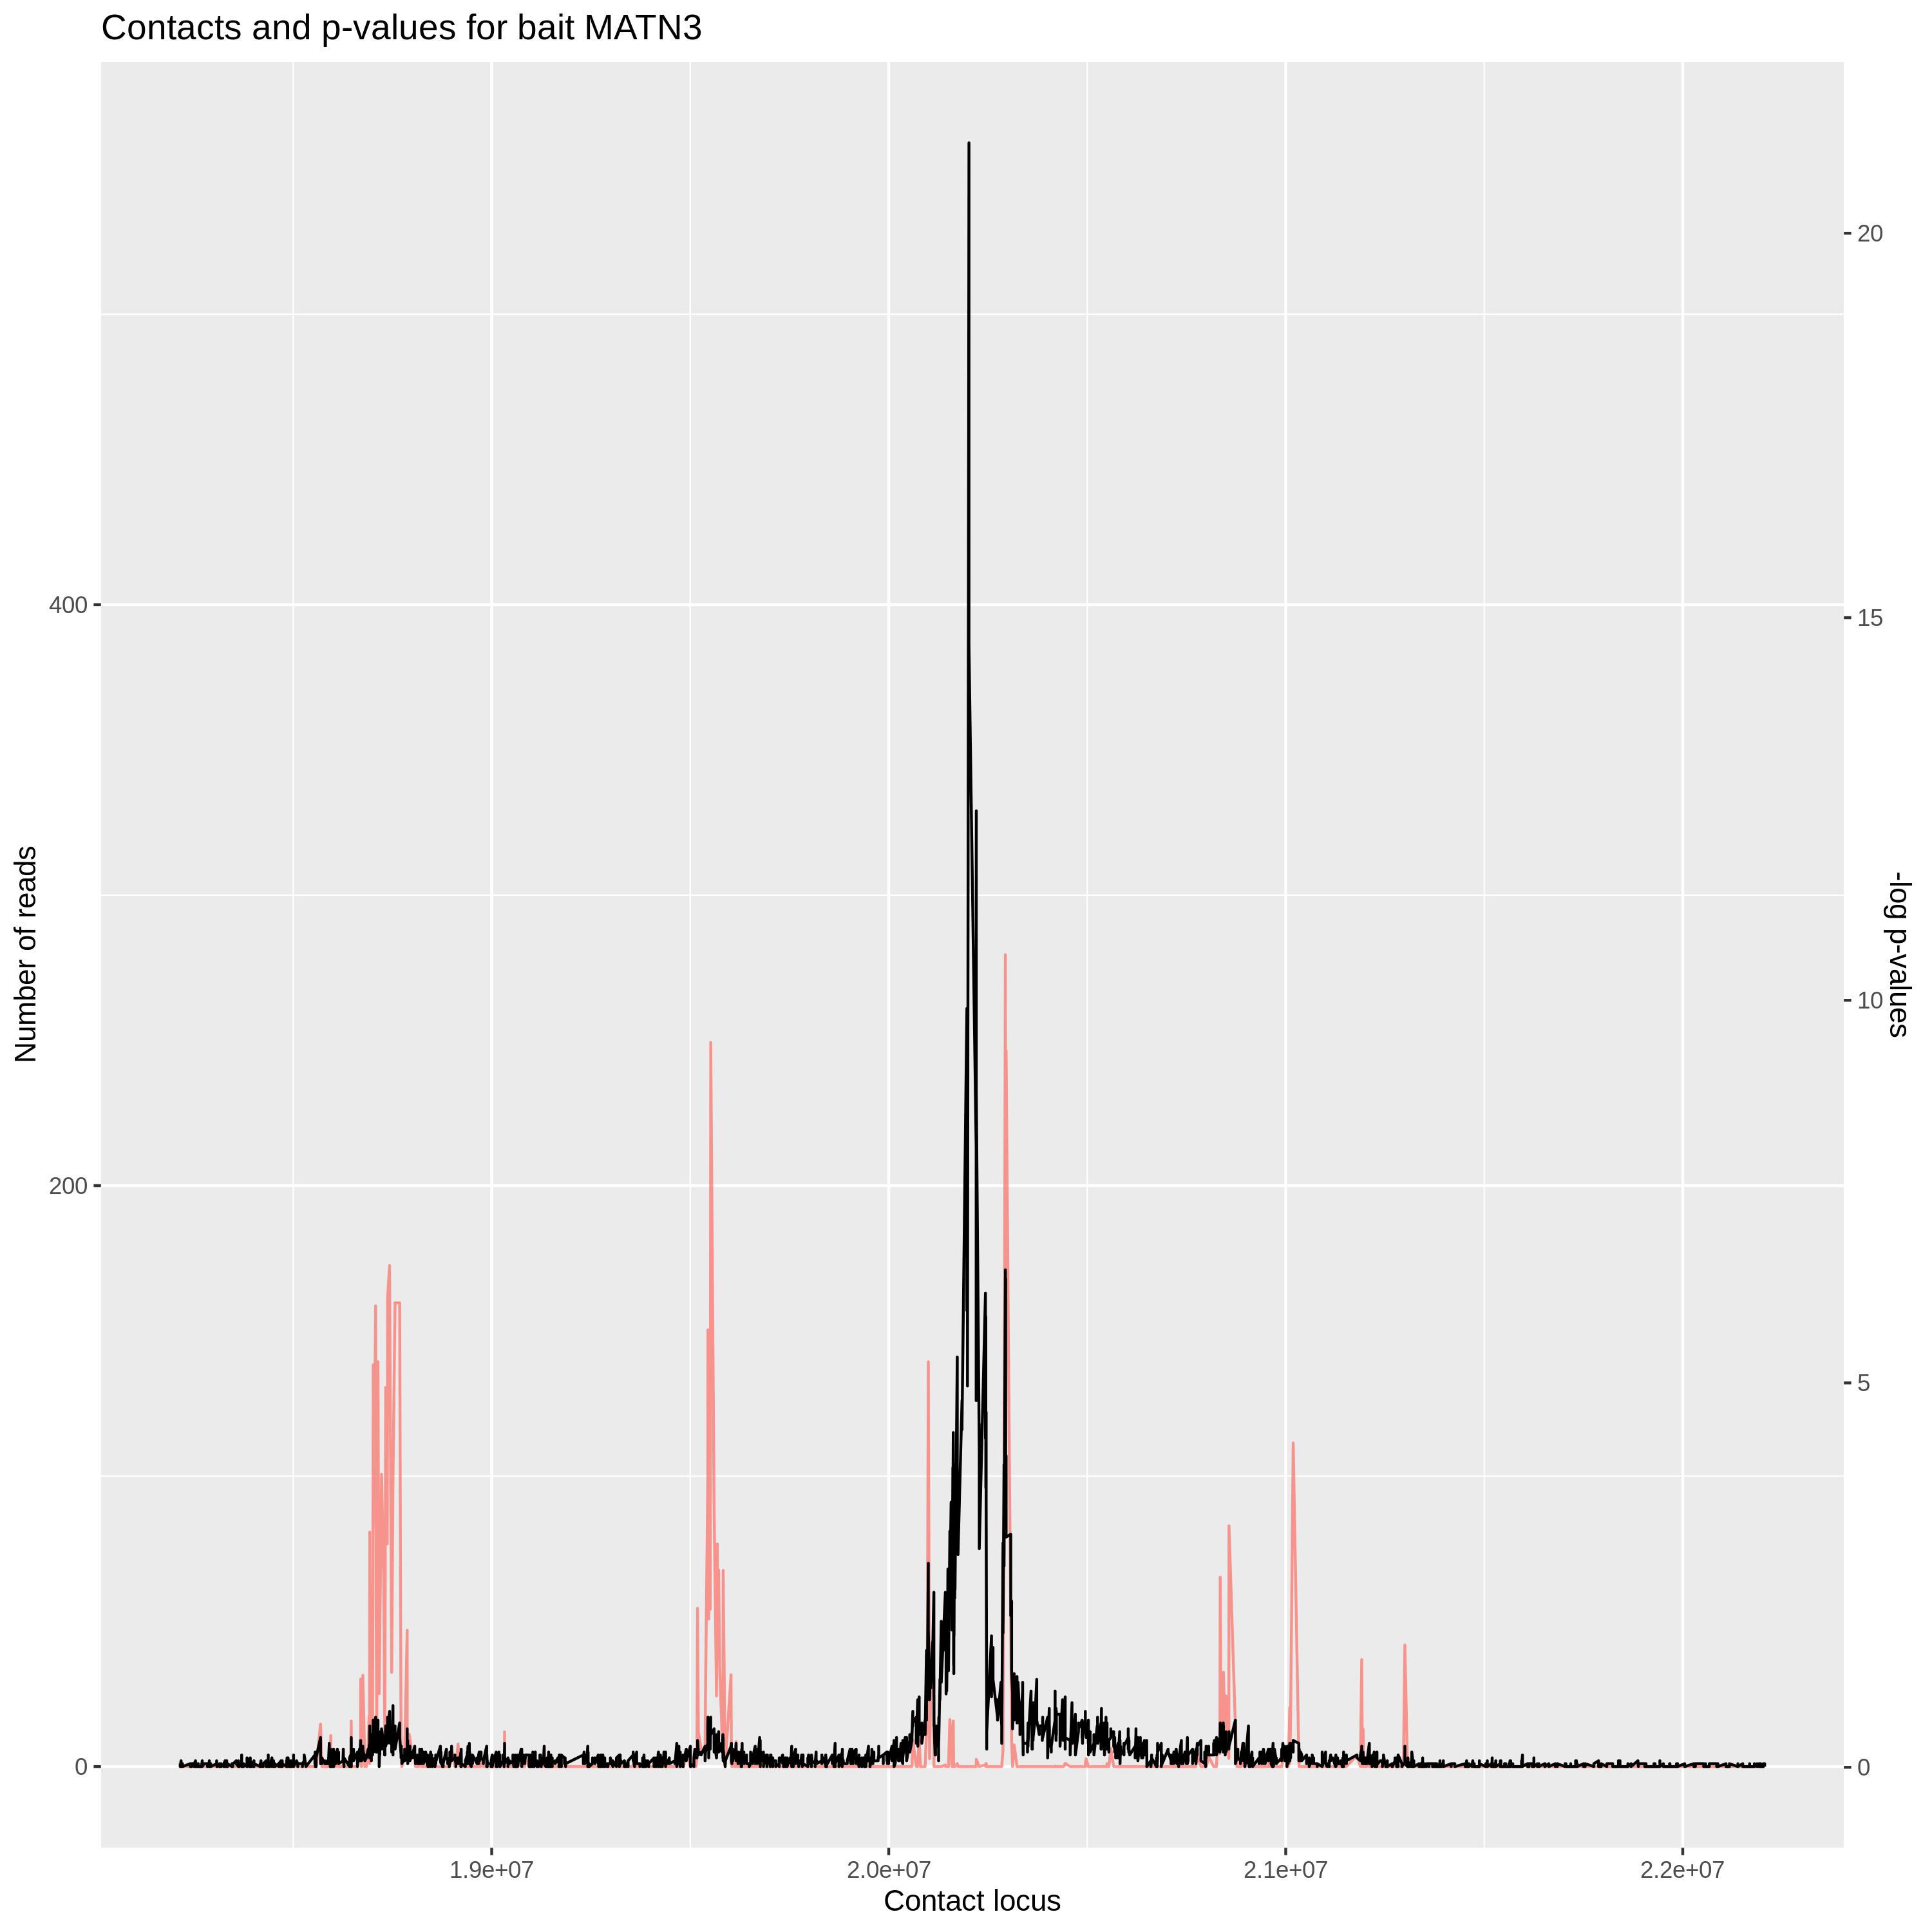 Contacts and p-values for bait MATN3
Number of reads
400
200
0
20
15
10
5
0
-log p-values
1.9e+07
2.0e+07
2.1e+07
2.2e+07
Contact locus